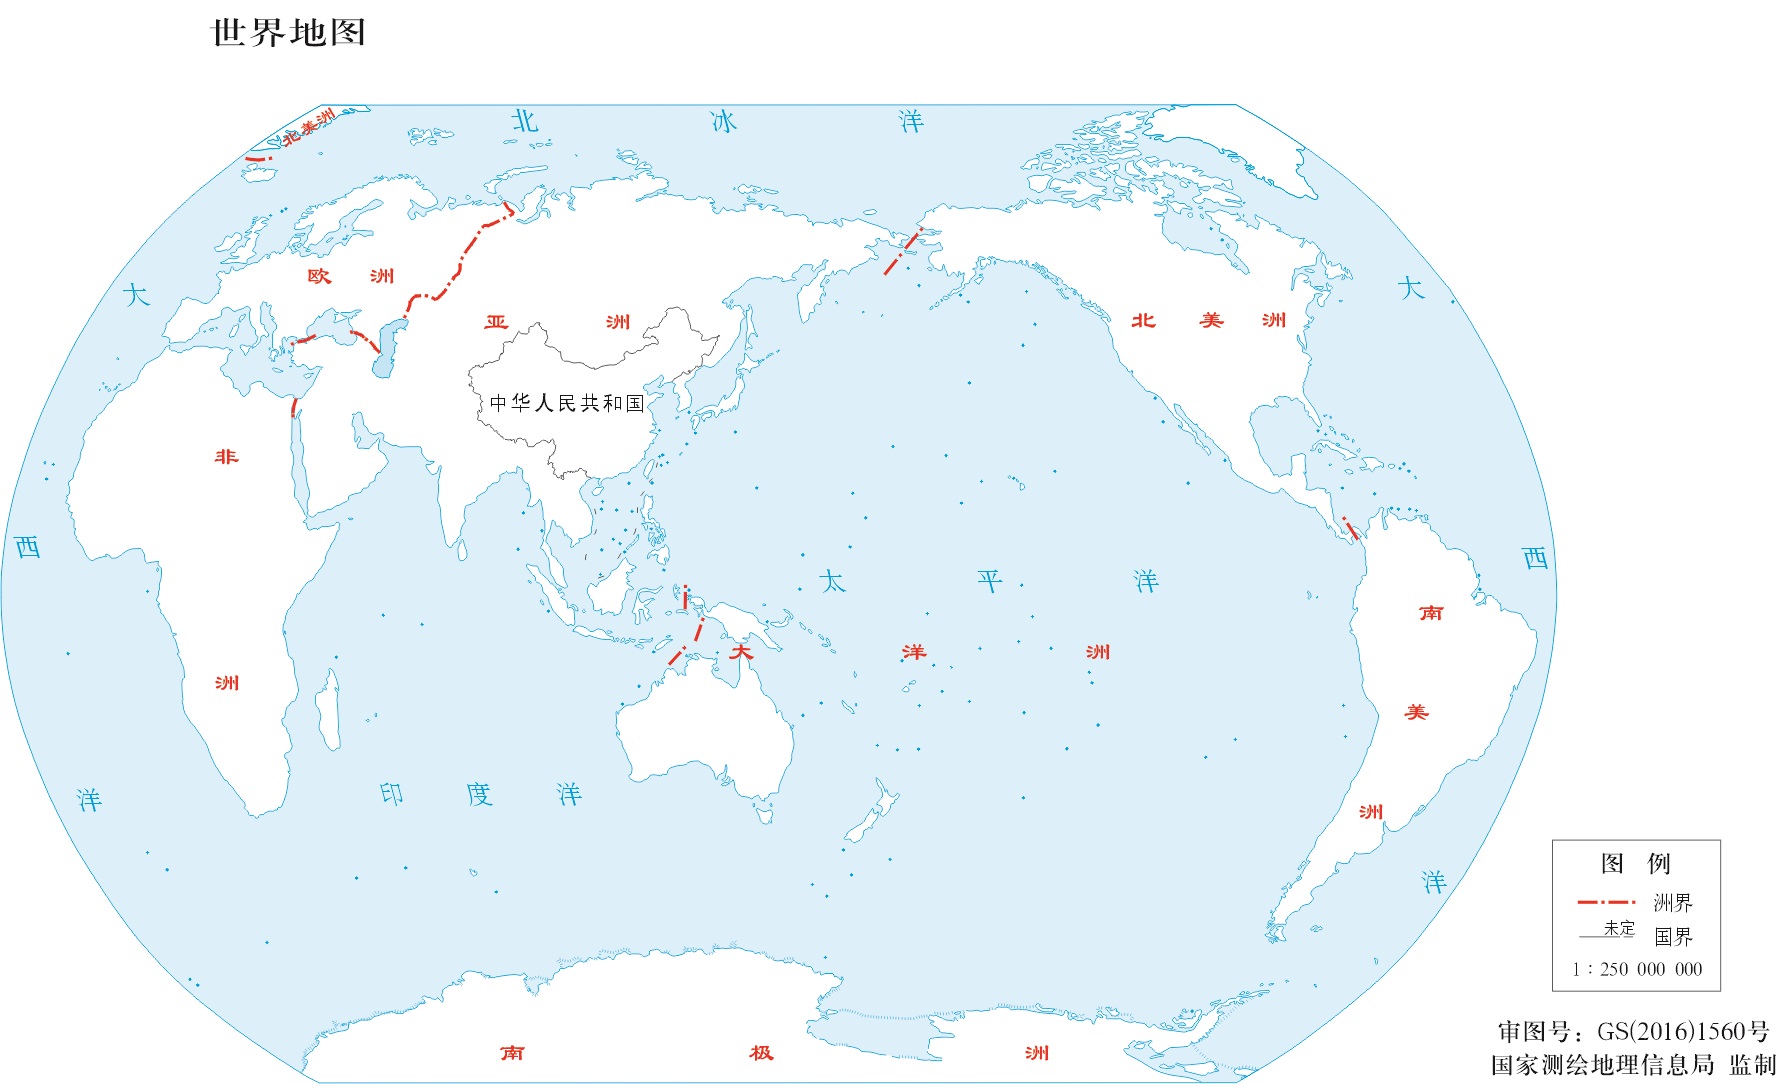 世界地图
北美洲
北冰洋
欧洲
亚洲
北美洲
大西洋
大西洋
中华人民共和国
非洲
太平洋
大洋洲
南美洲
印度洋
南极洲
图 例
洲界
未定
国界
1：250 000 000
审图号：GS(2016)1560号
国家测绘地理信息局 监制